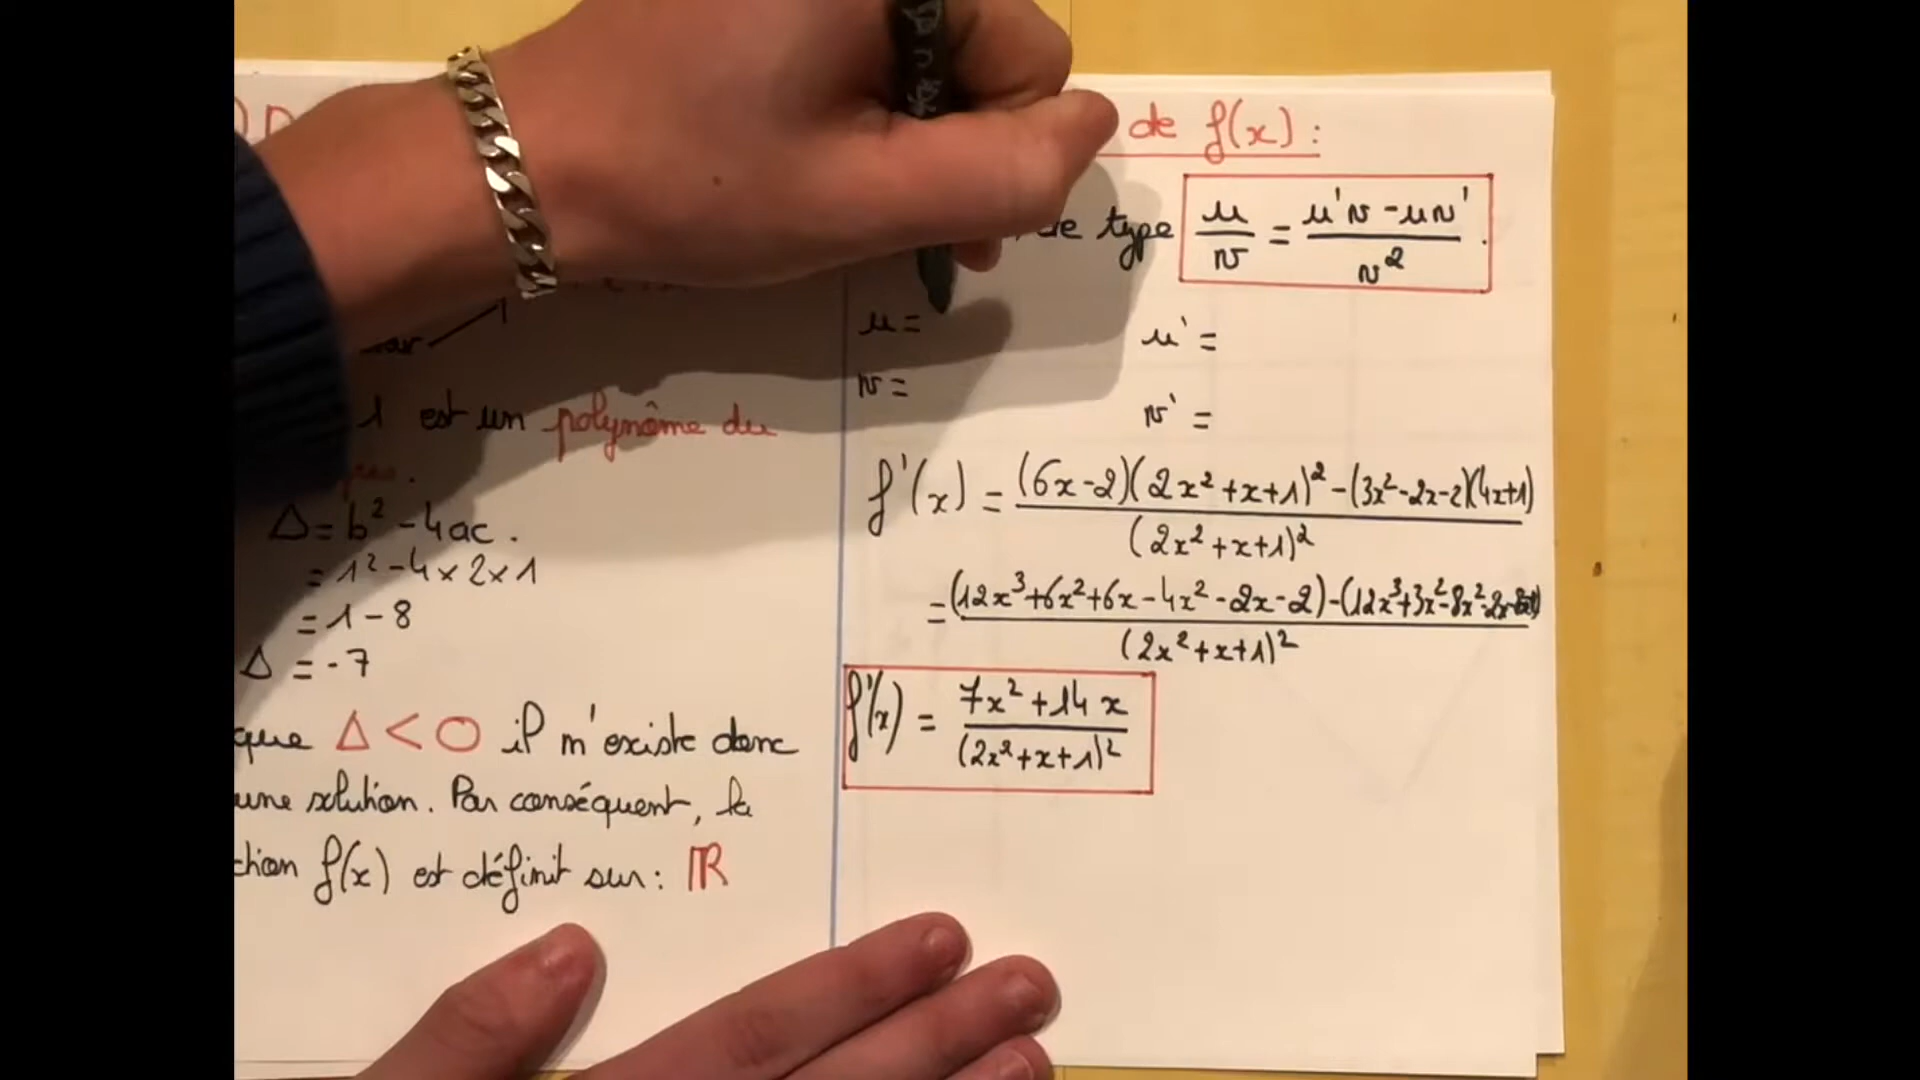 1 est un polynôme du
Δ = b² - 4ac.
= 1² - 4 × 2 × 1
= 1 - 8
Δ = -7
que Δ < 0 il n'existe donc
une solution. Par conséquent, la
f(x) est définit sur : ℝ
de f(x) :
de type u/v = (u'v - uv')/v² .
u = u' =
v = v' =
f'(x) = ((6x-2)(2x²+x+1)² - (3x²-2x-2)(4x+1))/(2x²+x+1)²
= ((12x³+6x²+6x-4x²-2x-2)-(12x³+3x²-8x²-2x /(2x²+x+1)²
f'(x) = (7x²+14x)/(2x²+x+1)²